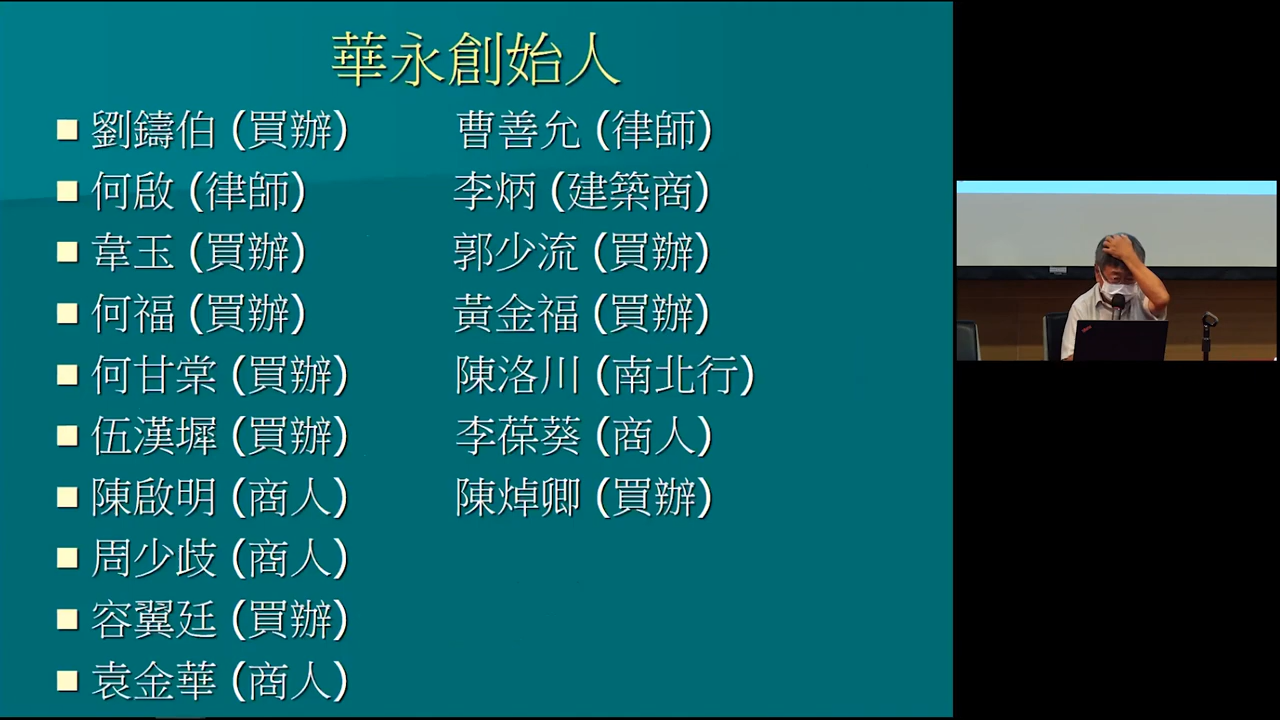 華永創始人
劉鑄伯 (買辦) 曹善允 (律師)
何啟 (律師) 李炳 (建築商)
韋玉 (買辦) 郭少流 (買辦)
何福 (買辦) 黃金福 (買辦)
何甘棠 (買辦) 陳洛川 (南北行)
伍漢墀 (買辦) 李葆葵 (商人)
陳啟明 (商人) 陳焯卿 (買辦)
周少歧 (商人)
容翼廷 (買辦)
袁金華 (商人)